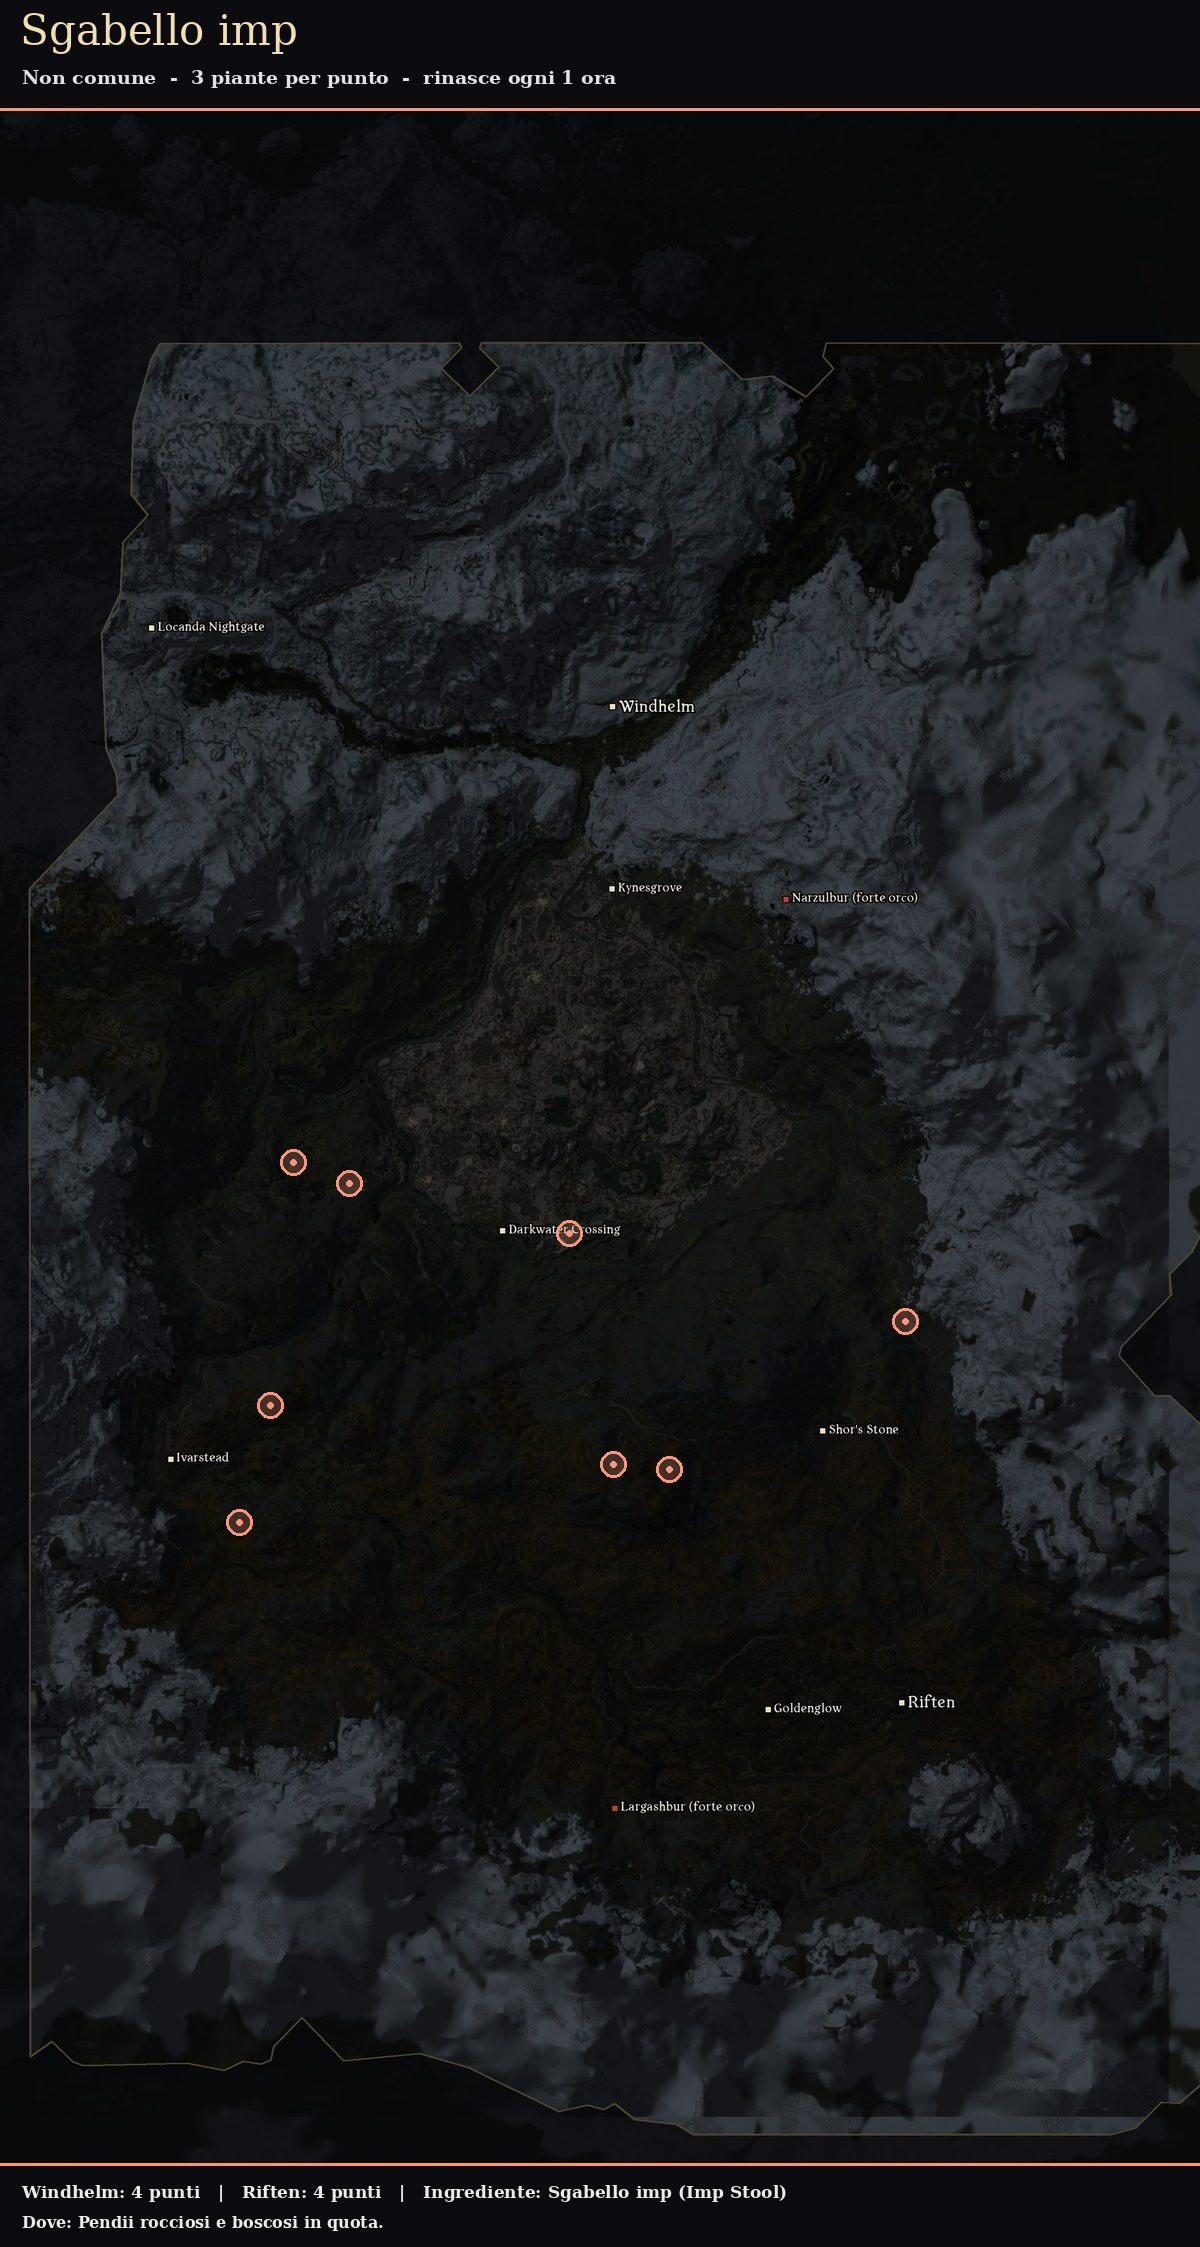 Sgabello imp
Non comune - 3 piante per punto - rinasce ogni 1 ora
Locanda Nightgate
Windhelm
Kynesgrove
Narzulbur (forte orco)
Darkwater Crossing
Shor's Stone
Ivarstead
Riften
Goldenglow
Largashbur (forte orco)
Windhelm: 4 punti | Riften: 4 punti | Ingrediente: Sgabello imp (Imp Stool)
Dove: Pendii rocciosi e boscosi in quota.